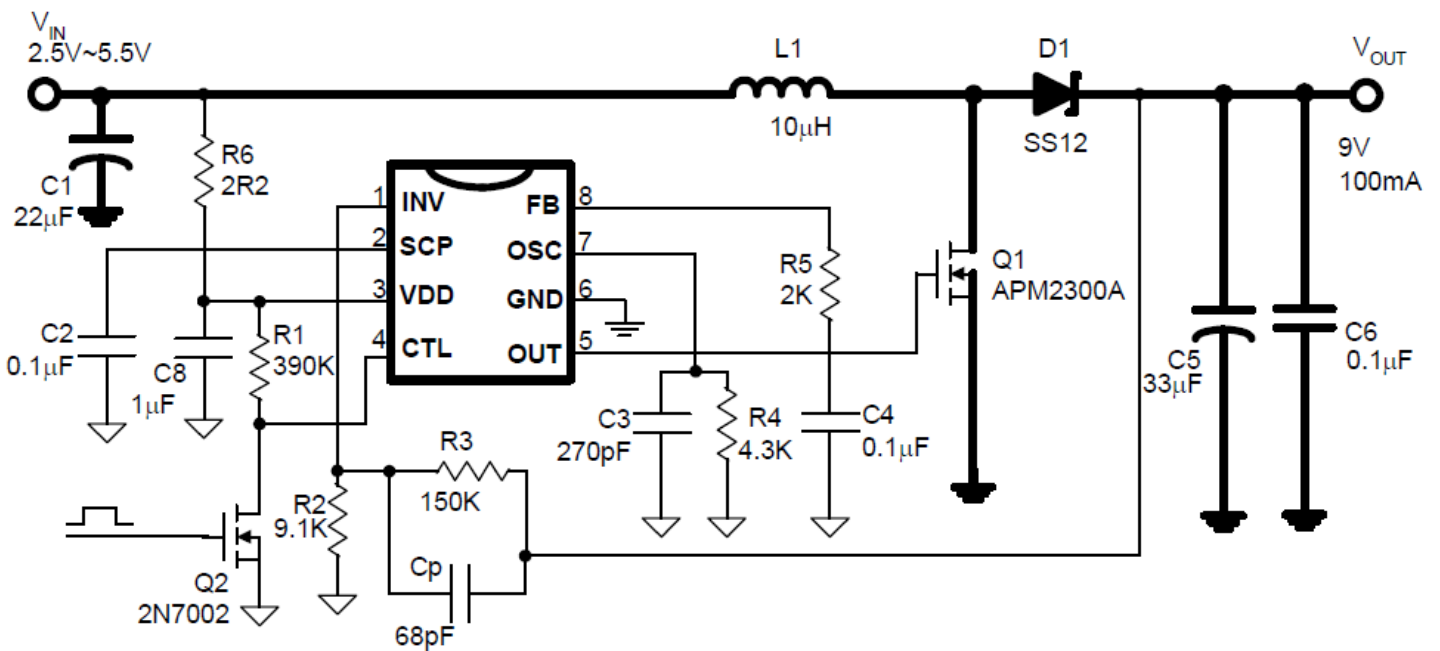 VIN
2.5V~5.5V
L1
10μH
D1
SS12
VOUT
9V
100mA
C1
22μF
R6
2R2
1
INV
2
SCP
3
VDD
4
CTL
FB
8
OSC
7
GND
6
OUT
5
R5
2K
Q1
APM2300A
C2
0.1μF
C8
1μF
R1
390K
C3
270pF
R4
4.3K
C4
0.1μF
C5
33μF
C6
0.1μF
R3
150K
R2
9.1K
Cp
68pF
Q2
2N7002